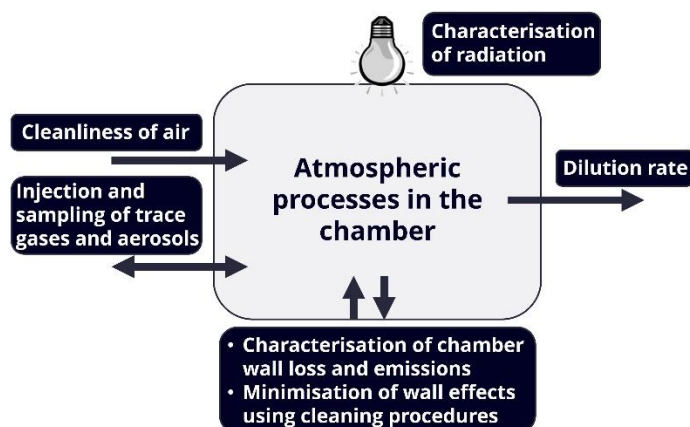 Characterisation
of radiation
Cleanliness of air
Atmospheric
processes in the
chamber
Dilution rate
Injection and
sampling of trace
gases and aerosols
• Characterisation of chamber
wall loss and emissions
• Minimisation of wall effects
using cleaning procedures